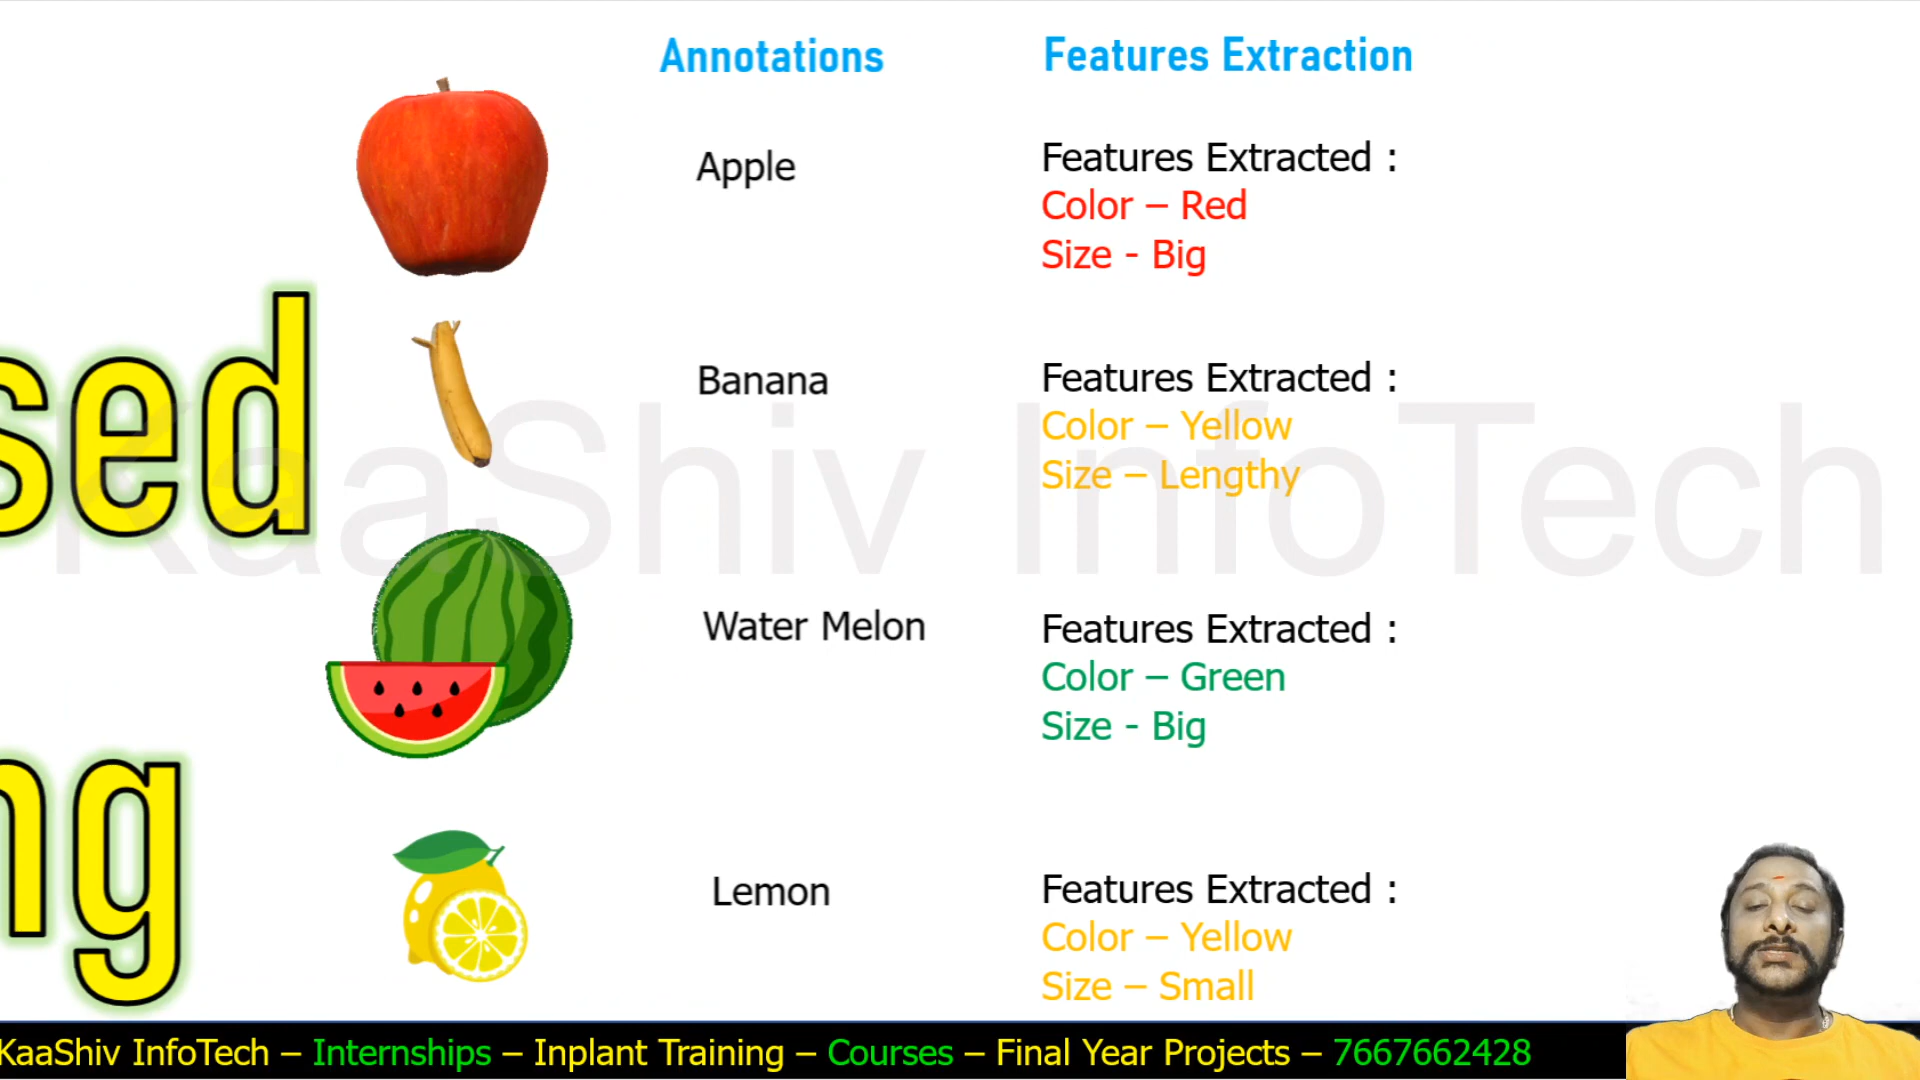 Annotations
Features Extraction
Apple
Features Extracted :
Color – Red
Size - Big
sed
Banana
Features Extracted :
Color – Yellow
Size – Lengthy
KaaShiv InfoTech
Water Melon
Features Extracted :
Color – Green
Size - Big
ng
Lemon
Features Extracted :
Color – Yellow
Size – Small
KaaShiv InfoTech – Internships – Inplant Training – Courses – Final Year Projects – 7667662428